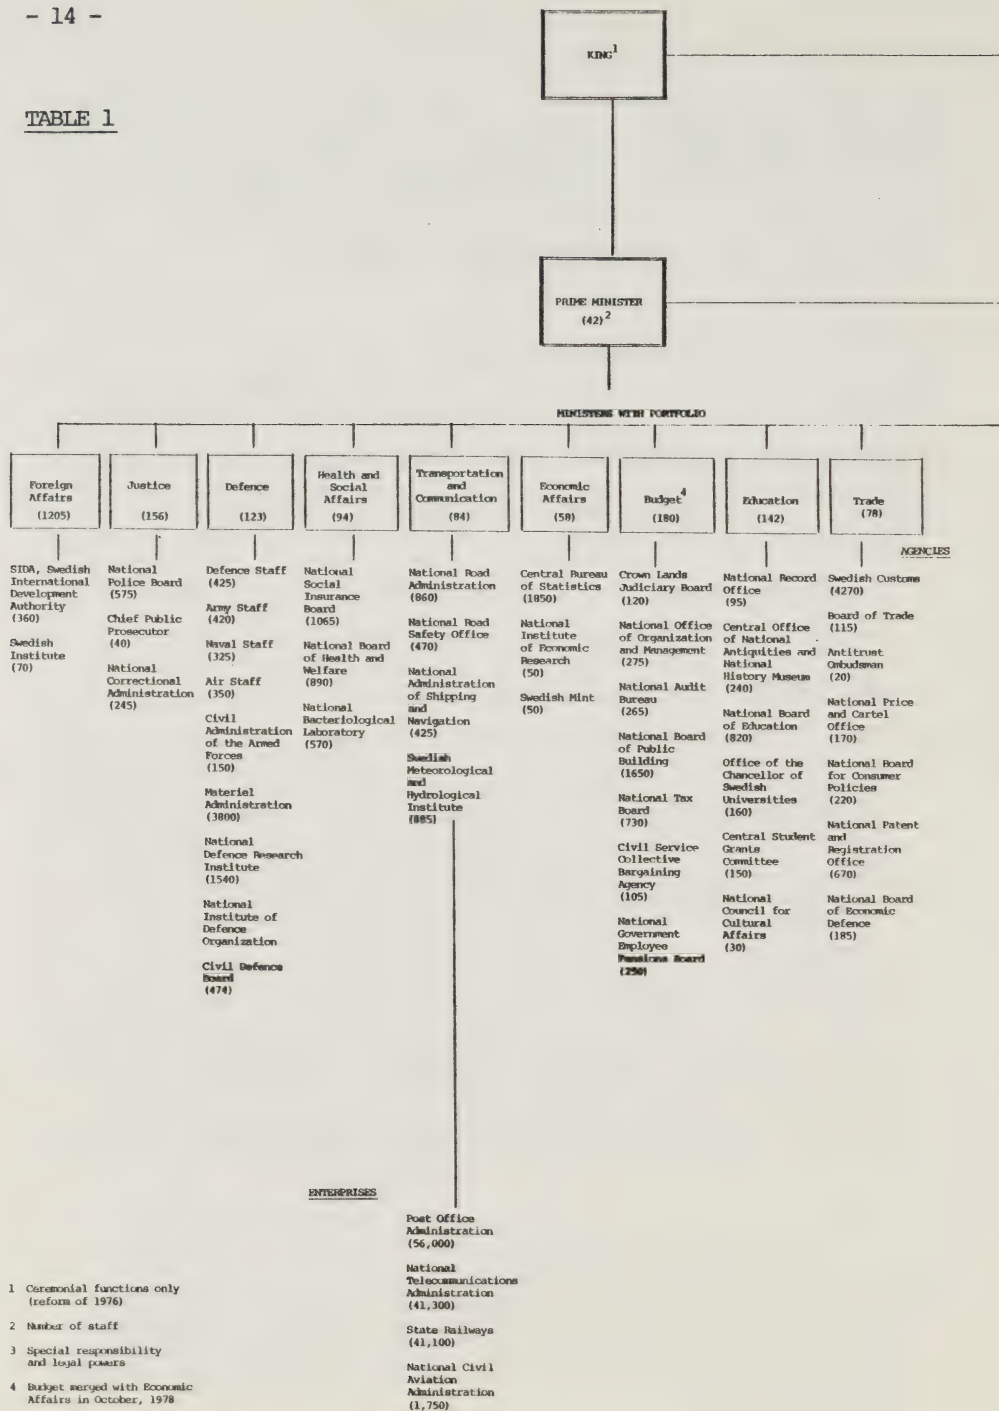 - 14 -
TABLE 1
KING1
PRIME MINISTER
(42)2
MINISTERS WITH PORTFOLIO
Foreign
Affairs
(1205)
Justice
(156)
Defence
(123)
Health and
Social
Affairs
(94)
Transportation
and
Communication
(84)
Economic
Affairs
(58)
Budget4
(180)
Education
(142)
Trade
(78)
AGENCIES
SIDA, Swedish
International
Development
Authority
(360)
Swedish
Institute
(70)
National
Police Board
(575)
Chief Public
Prosecutor
(40)
National
Correctional
Administration
(245)
Defence Staff
(425)
Army Staff
(420)
Naval Staff
(325)
Air Staff
(350)
Civil
Administration
of the Armed
Forces
(150)
Materiel
Administration
(3800)
National
Defence Research
Institute
(1540)
National
Institute of
Defence
Organization
Civil Defence
Board
(474)
National
Social
Insurance
Board
(1065)
National Board
of Health and
Welfare
(890)
National
Bacteriological
Laboratory
(570)
National Road
Administration
(860)
National Road
Safety Office
(470)
National
Administration
of Shipping
and
Navigation
(425)
Swedish
Meteorological
and
Hydrological
Institute
(885)
Central Bureau
of Statistics
(1850)
National
Institute
of Economic
Research
(50)
Swedish Mint
(50)
Crown Lands
Judiciary Board
(120)
National Office
of Organization
and Management
(275)
National Audit
Bureau
(265)
National Board
of Public
Building
(1650)
National Tax
Board
(730)
Civil Service
Collective
Bargaining
Agency
(105)
National
Government
Employee
Pensions Board
(250)
National Record
Office
(95)
Central Office
of National
Antiquities and
National
History Museum
(240)
National Board
of Education
(820)
Office of the
Chancellor of
Swedish
Universities
(160)
Central Student
Grants
Committee
(150)
National
Council for
Cultural
Affairs
(30)
Swedish Customs
(4270)
Board of Trade
(115)
Antitrust
Ombudsman
(20)
National Price
and Cartel
Office
(170)
National Board
for Consumer
Policies
(220)
National Patent
and
Registration
Office
(670)
National Board
of Economic
Defence
(185)
ENTERPRISES
Post Office
Administration
(56,000)
National
Telecommunications
Administration
(41,300)
State Railways
(41,100)
National Civil
Aviation
Administration
(1,750)
1 Ceremonial functions only
(reform of 1976)
2 Number of staff
3 Special responsibility
and legal powers
4 Budget merged with Economic
Affairs in October, 1978